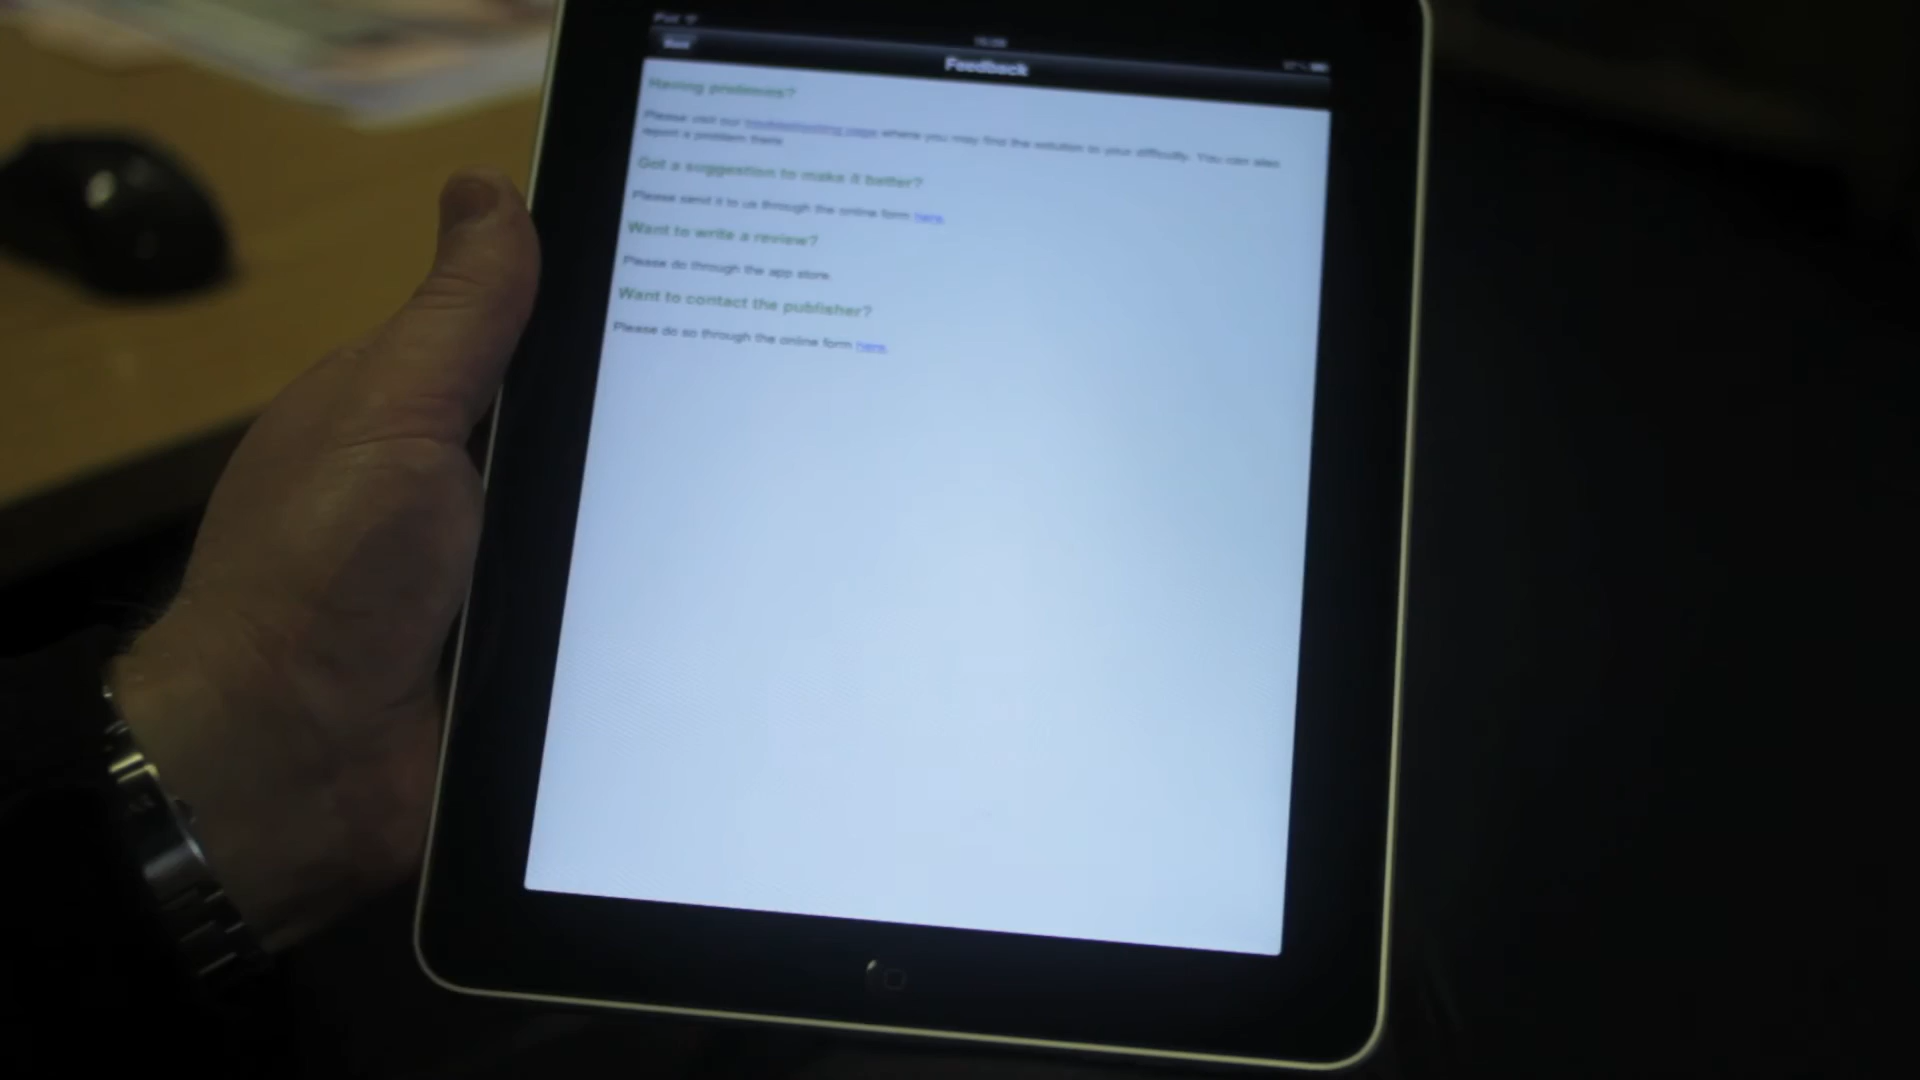 iPad
Feedback
Having problems?
Please visit our troubleshooting page where you may find the solution to your difficulty. You can also
report a problem there.
Got a suggestion to make it better?
Please send it to us through the online form here.
Want to write a review?
Please do through the app store.
Want to contact the publisher?
Please do so through the online form here.